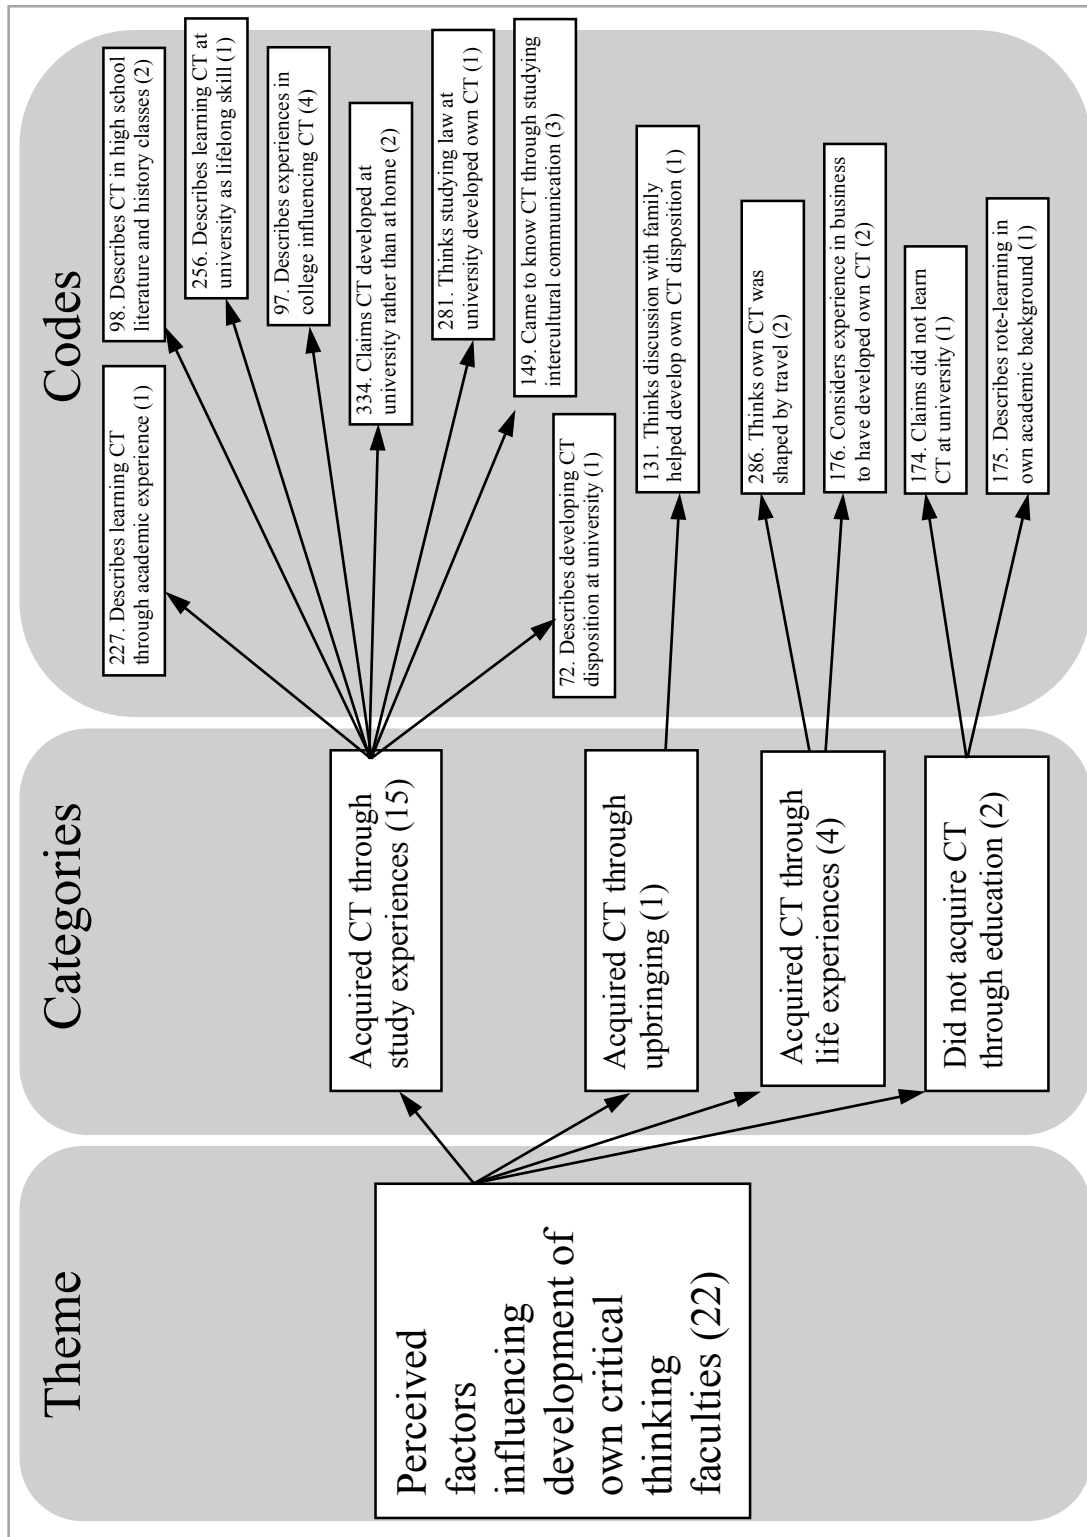 Theme
Perceived
factors
influencing
development of
own critical
thinking
faculties (22)
Categories
Acquired CT through
study experiences (15)
Acquired CT through
upbringing (1)
Acquired CT through
life experiences (4)
Did not acquire CT
through education (2)
Codes
227. Describes learning CT
through academic experience (1)
98. Describes CT in high school
literature and history classes (2)
256. Describes learning CT at
university as lifelong skill (1)
97. Describes experiences in
college influencing CT (4)
334. Claims CT developed at
university rather than at home (2)
281. Thinks studying law at
university developed own CT (1)
149. Came to know CT through studying
intercultural communication (3)
72. Describes developing CT
disposition at university (1)
131. Thinks discussion with family
helped develop own CT disposition (1)
286. Thinks own CT was
shaped by travel (2)
176. Considers experience in business
to have developed own CT (2)
174. Claims did not learn
CT at university (1)
175. Describes rote-learning in
own academic background (1)